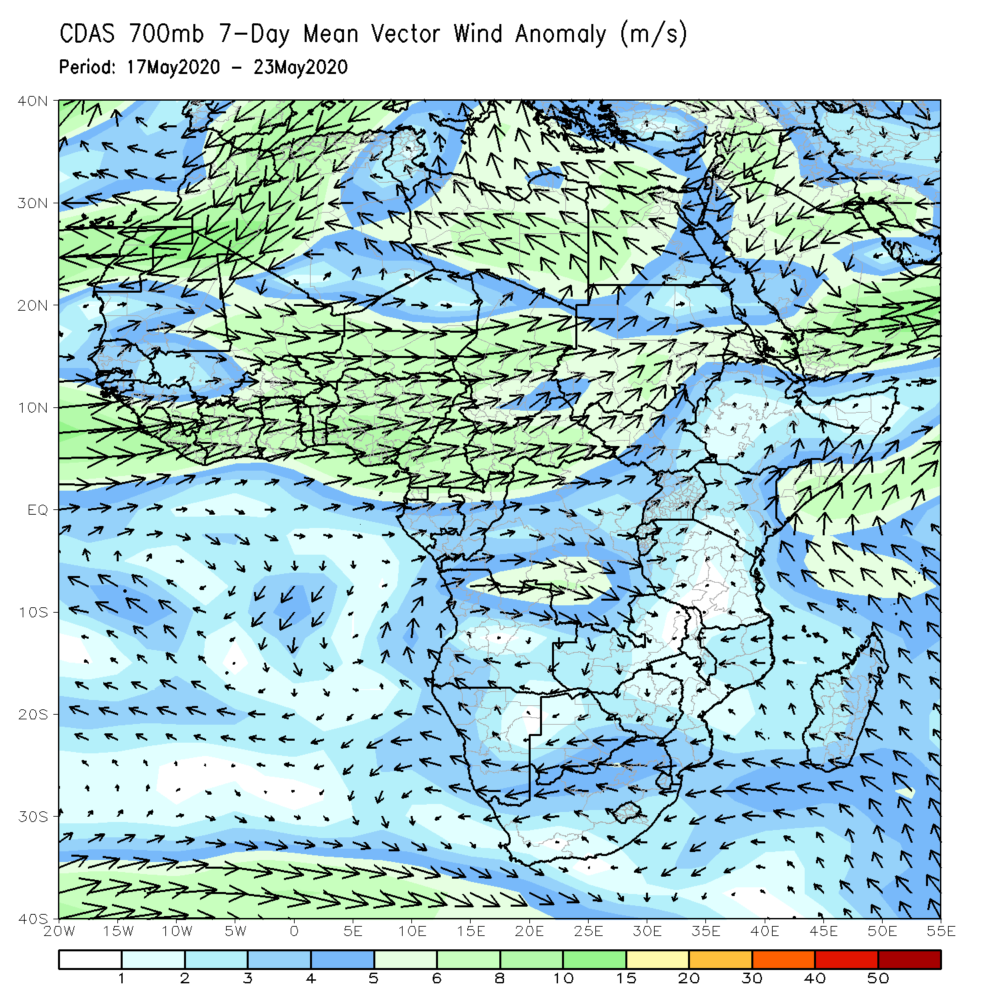 CDAS 700mb 7-Day Mean Vector Wind Anomaly (m/s)
Period: 17May2020 - 23May2020
40N
30N
20N
10N
EQ
10S
20S
30S
40S
20W 15W 10W 5W 0 5E 10E 15E 20E 25E 30E 35E 40E 45E 50E 55E
1 2 3 4 5 6 8 10 15 20 30 40 50